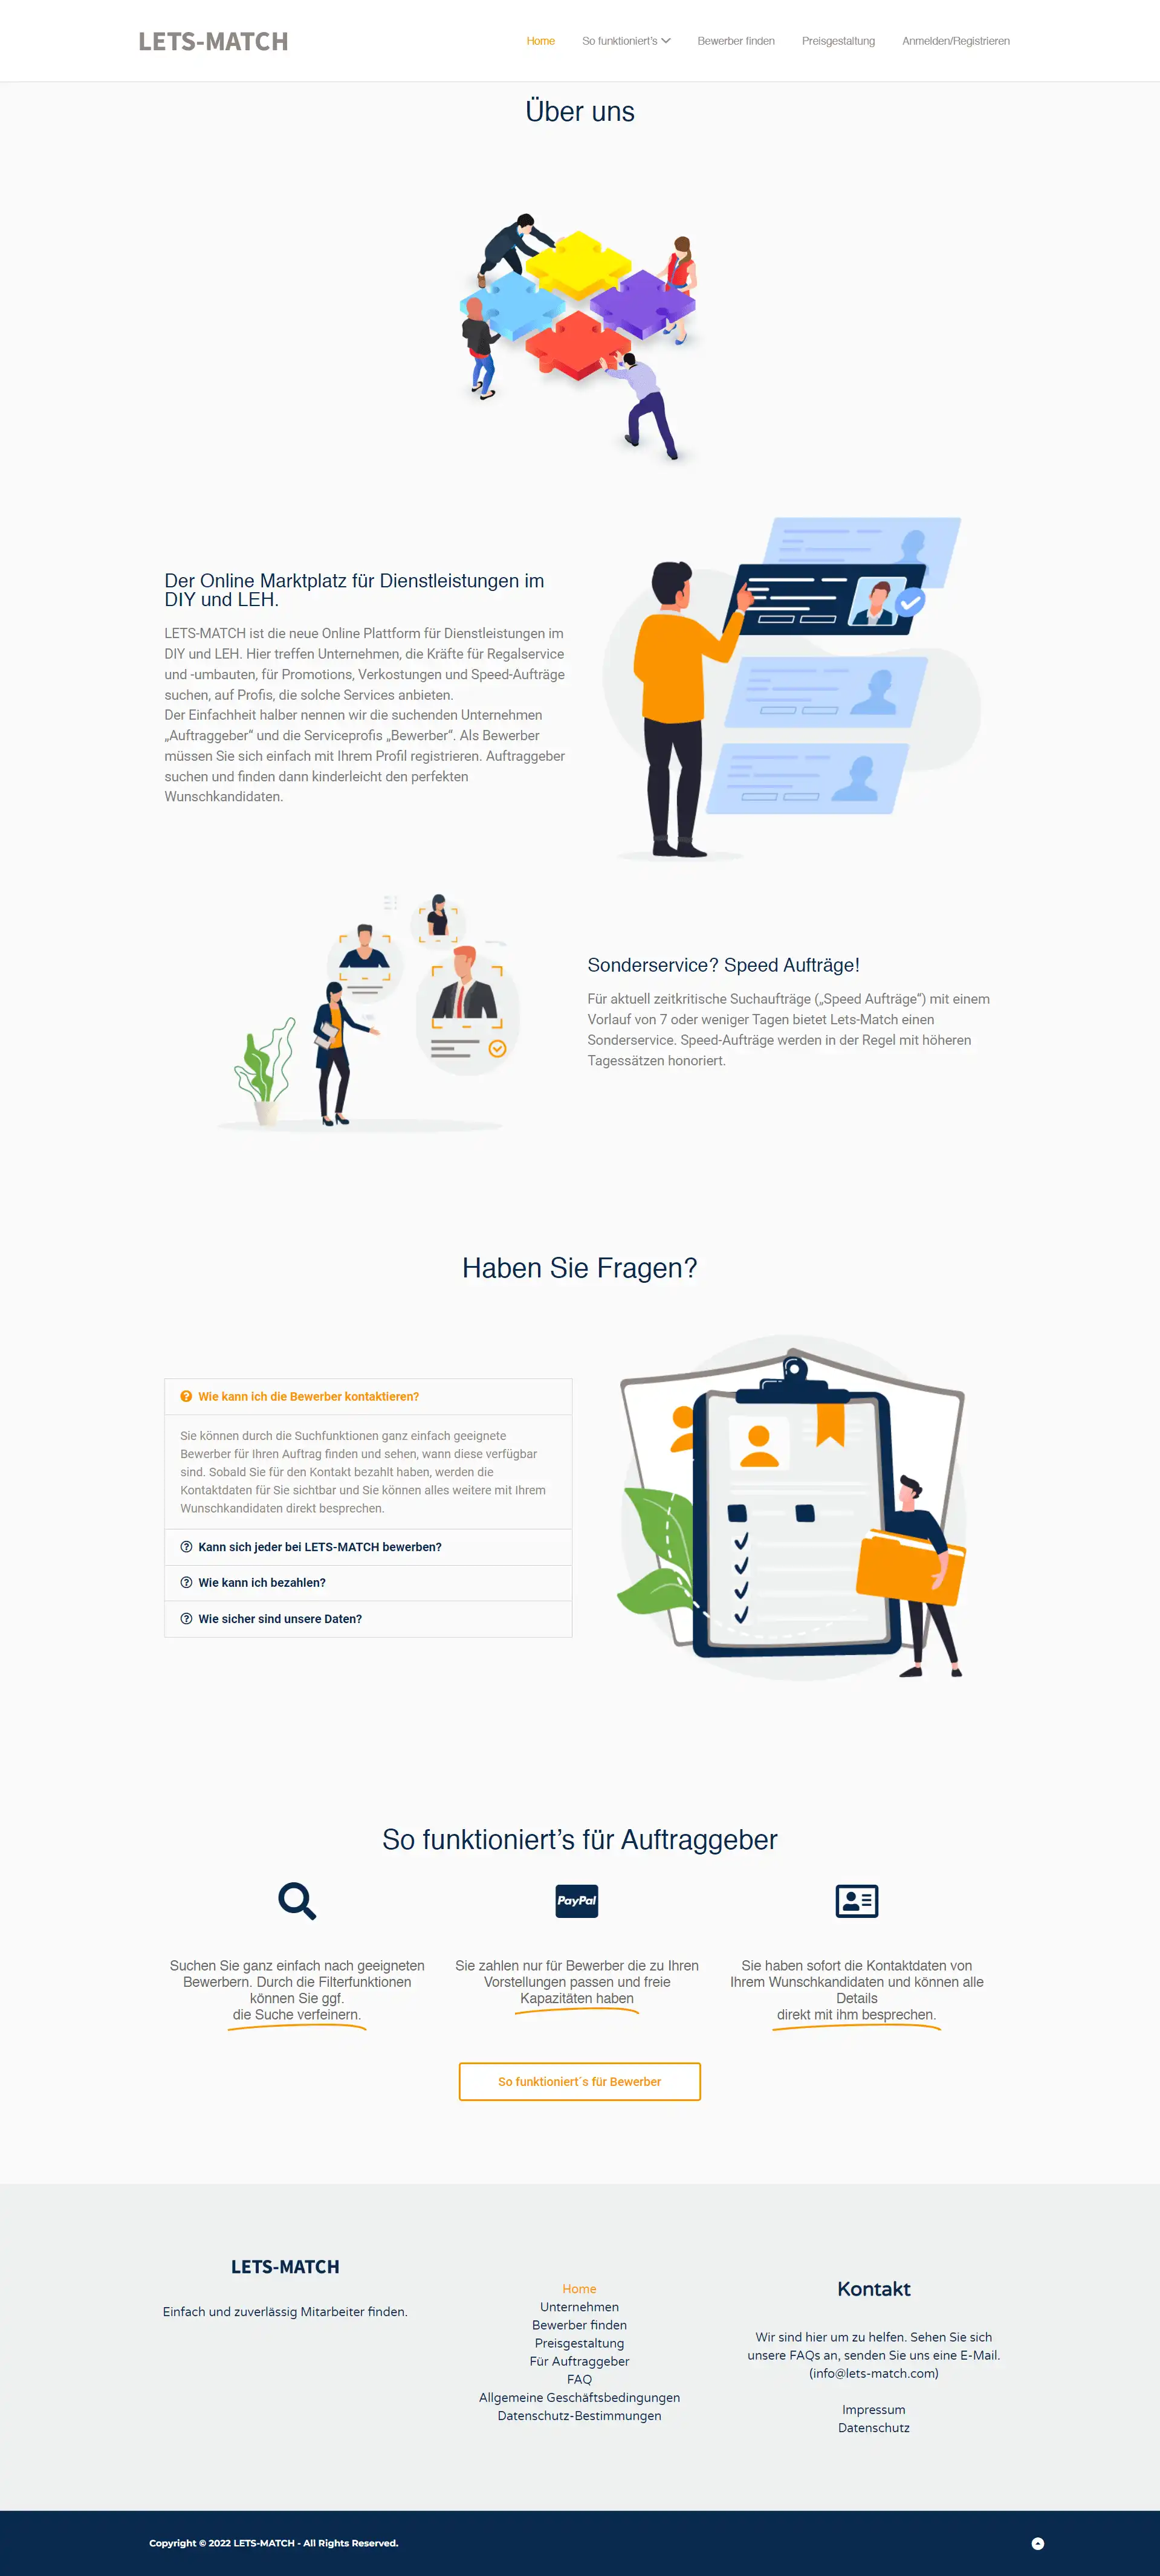 LETS-MATCH
Home
So funktioniert's
Bewerber finden
Preisgestaltung
Anmelden/Registrieren
Über uns
Der Online Marktplatz für Dienstleistungen im
DIY und LEH.
LETS-MATCH ist die neue Online Plattform für Dienstleistungen im
DIY und LEH. Hier treffen Unternehmen, die Kräfte für Regalservice
und -umbauten, für Promotions, Verkostungen und Speed-Aufträge
suchen, auf Profis, die solche Services anbieten.
Der Einfachheit halber nennen wir die suchenden Unternehmen
„Auftraggeber“ und die Serviceprofis „Bewerber“. Als Bewerber
müssen Sie sich einfach mit Ihrem Profil registrieren. Auftraggeber
suchen und finden dann kinderleicht den perfekten
Wunschkandidaten.
Sonderservice? Speed Aufträge!
Für aktuell zeitkritische Suchaufträge („Speed Aufträge“) mit einem
Vorlauf von 7 oder weniger Tagen bietet Lets-Match einen
Sonderservice. Speed-Aufträge werden in der Regel mit höheren
Tagessätzen honoriert.
Haben Sie Fragen?
Wie kann ich die Bewerber kontaktieren?
Sie können durch die Suchfunktionen ganz einfach geeignete
Bewerber für Ihren Auftrag finden und sehen, wann diese verfügbar
sind. Sobald Sie für den Kontakt bezahlt haben, werden die
Kontaktdaten für Sie sichtbar und Sie können alles weitere mit Ihrem
Wunschkandidaten direkt besprechen.
Kann sich jeder bei LETS-MATCH bewerben?
Wie kann ich bezahlen?
Wie sicher sind unsere Daten?
So funktioniert’s für Auftraggeber
PayPal
Suchen Sie ganz einfach nach geeigneten
Bewerbern. Durch die Filterfunktionen
können Sie ggf.
die Suche verfeinern.
Sie zahlen nur für Bewerber die zu Ihren
Vorstellungen passen und freie
Kapazitäten haben
Sie haben sofort die Kontaktdaten von
Ihrem Wunschkandidaten und können alle
Details
direkt mit ihm besprechen.
So funktioniert´s für Bewerber
LETS-MATCH
Einfach und zuverlässig Mitarbeiter finden.
Home
Unternehmen
Bewerber finden
Preisgestaltung
Für Auftraggeber
FAQ
Allgemeine Geschäftsbedingungen
Datenschutz-Bestimmungen
Kontakt
Wir sind hier um zu helfen. Sehen Sie sich
unsere FAQs an, senden Sie uns eine E-Mail.
(info@lets-match.com)
Impressum
Datenschutz
Copyright © 2022 LETS-MATCH - All Rights Reserved.